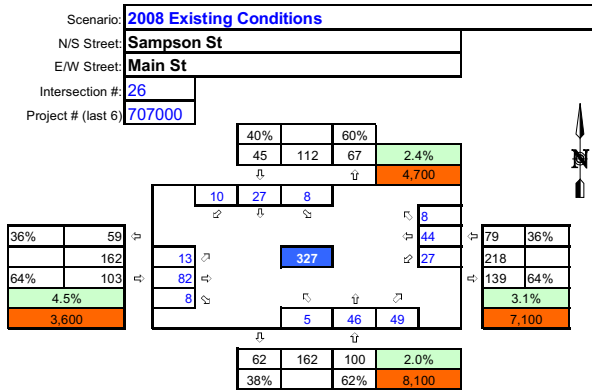 Scenario: 2008 Existing Conditions
N/S Street: Sampson St
E/W Street: Main St
Intersection #: 26
Project # (last 6) 707000
N
40% 60%
45 112 67 2.4%
4,700
10 27 8
8
36% 59 44 79 36%
162 13 327 27 218
64% 103 82 139 64%
4.5% 8 3.1%
3,600 5 46 49 7,100
62 162 100 2.0%
38% 62% 8,100